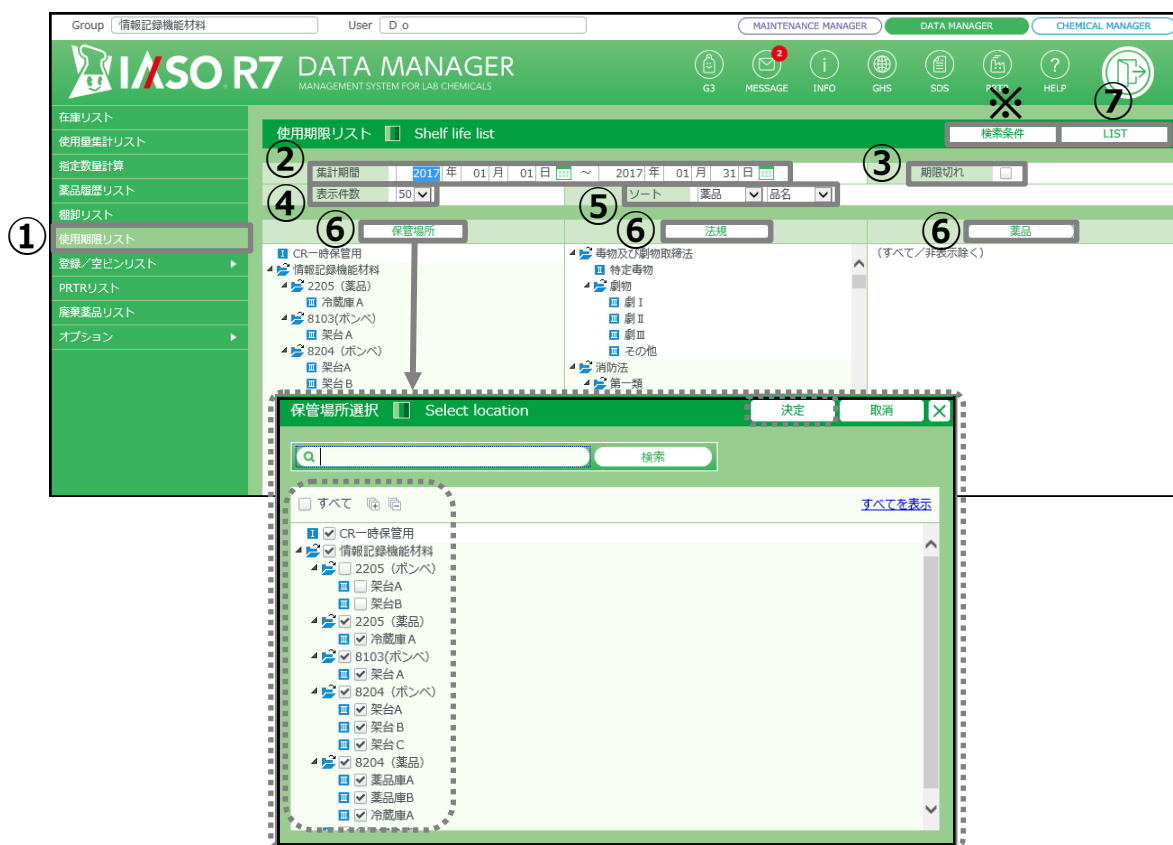 Group 情報記録機能材料 User D o MAINTENANCE MANAGER DATA MANAGER CHEMICAL MANAGER
IASO R7 DATA MANAGER
MANAGEMENT SYSTEM FOR LAB CHEMICALS
2
G3 MESSAGE INFO GHS SDS PRTR HELP
※ ⑦
在庫リスト
使用量集計リスト
指定数量計算
薬品履歴リスト
棚卸リスト
① 使用期限リスト
登録/空ビンリスト
PRTRリスト
廃棄薬品リスト
オプション
使用期限リスト Shelf life list 検索条件 LIST
② 集計期間 2017 年 01 月 01 日 ~ 2017 年 01 月 31 日 ③ 期限切れ
④ 表示件数 50 ⑤ ソート 薬品 品名
⑥ 保管場所 ⑥ 法規 ⑥ 薬品
CR一時保管用
情報記録機能材料
2205(薬品)
冷蔵庫A
8103(ボンベ)
架台A
8204(ボンベ)
架台A
架台B
毒物及び劇物取締法
特定毒物
劇物
劇Ⅰ
劇Ⅱ
劇Ⅲ
その他
消防法
第一類
(すべて/非表示除く)
保管場所選択 Select location 決定 取消
検索
すべて すべてを表示
CR一時保管用
情報記録機能材料
2205(ボンベ)
架台A
架台B
2205(薬品)
冷蔵庫A
8103(ボンベ)
架台A
8204(ボンベ)
架台A
架台B
架台C
8204(薬品)
薬品庫A
薬品庫B
冷蔵庫A